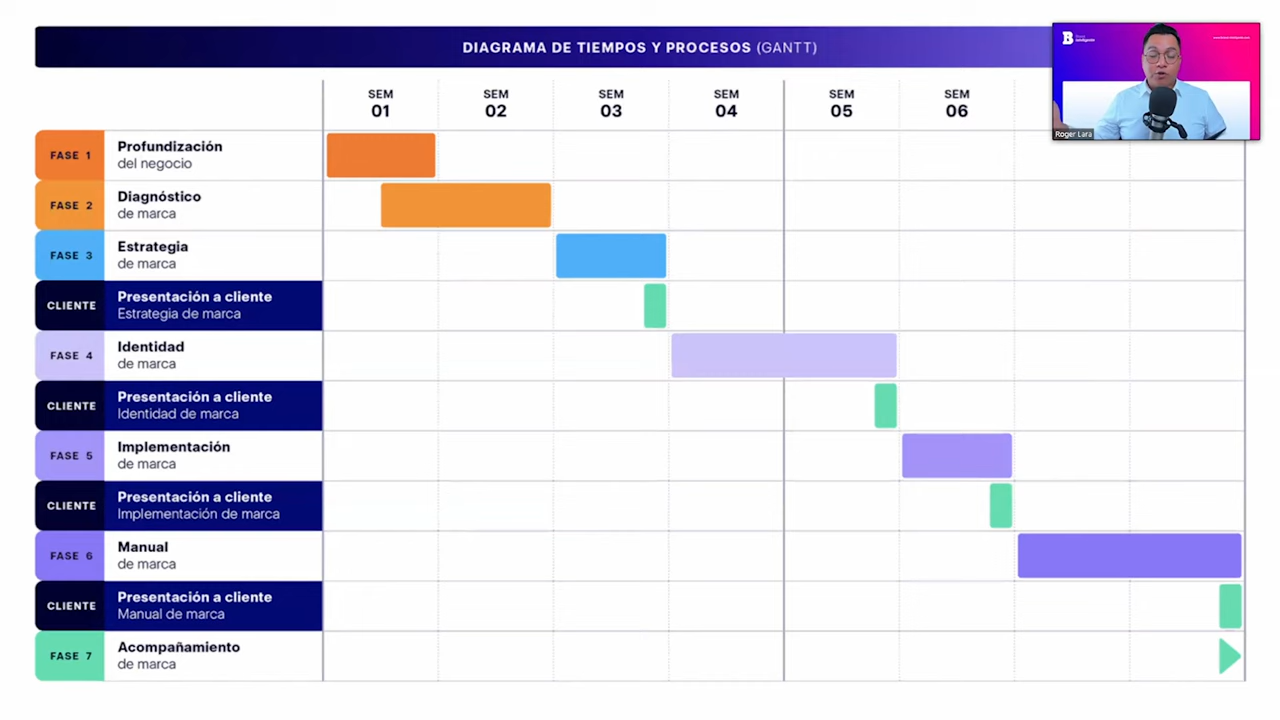 DIAGRAMA DE TIEMPOS Y PROCESOS (GANTT)
SEM 01
SEM 02
SEM 03
SEM 04
SEM 05
SEM 06
Roger Lara
FASE 1
Profundización
del negocio
FASE 2
Diagnóstico
de marca
FASE 3
Estrategia
de marca
CLIENTE
Presentación a cliente
Estrategia de marca
FASE 4
Identidad
de marca
CLIENTE
Presentación a cliente
Identidad de marca
FASE 5
Implementación
de marca
CLIENTE
Presentación a cliente
Implementación de marca
FASE 6
Manual
de marca
CLIENTE
Presentación a cliente
Manual de marca
FASE 7
Acompañamiento
de marca